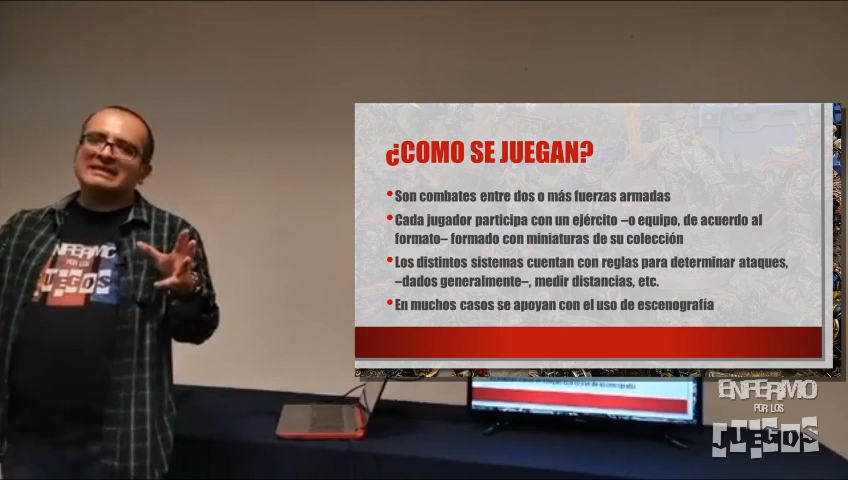 ¿COMO SE JUEGAN?
Son combates entre dos o más fuerzas armadas
Cada jugador participa con un ejército –o equipo, de acuerdo al
formato– formado con miniaturas de su colección
Los distintos sistemas cuentan con reglas para determinar ataques,
–dados generalmente–, medir distancias, etc.
En muchos casos se apoyan con el uso de escenografía
ENFERMO
POR LOS
JUEGOS
ENFERMO
POR LOS
JUEGOS